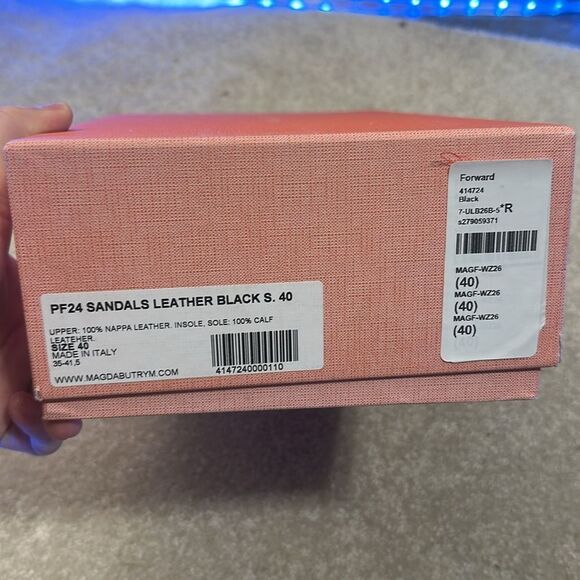 Forward
414724
Black
7-ULB26B-5*R
s279059371
MAGF-WZ26
(40)
MAGF-WZ26
(40)
MAGF-WZ26
(40)
PF24 SANDALS LEATHER BLACK S. 40
UPPER: 100% NAPPA LEATHER. INSOLE, SOLE: 100% CALF
LEATEHER.
SIZE 40
MADE IN ITALY
35-41,5
WWW.MAGDABUTRYM.COM
4147240000110